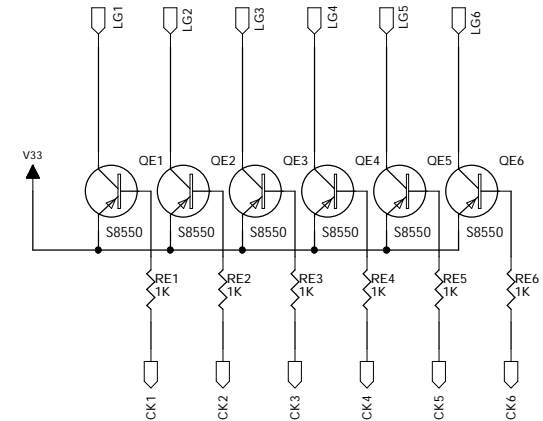 LG1 LG2 LG3 LG4 LG5 LG6
V33
QE1 QE2 QE3 QE4 QE5 QE6
S8550 S8550 S8550 S8550 S8550 S8550
RE1 RE2 RE3 RE4 RE5 RE6
1K 1K 1K 1K 1K 1K
CK1 CK2 CK3 CK4 CK5 CK6